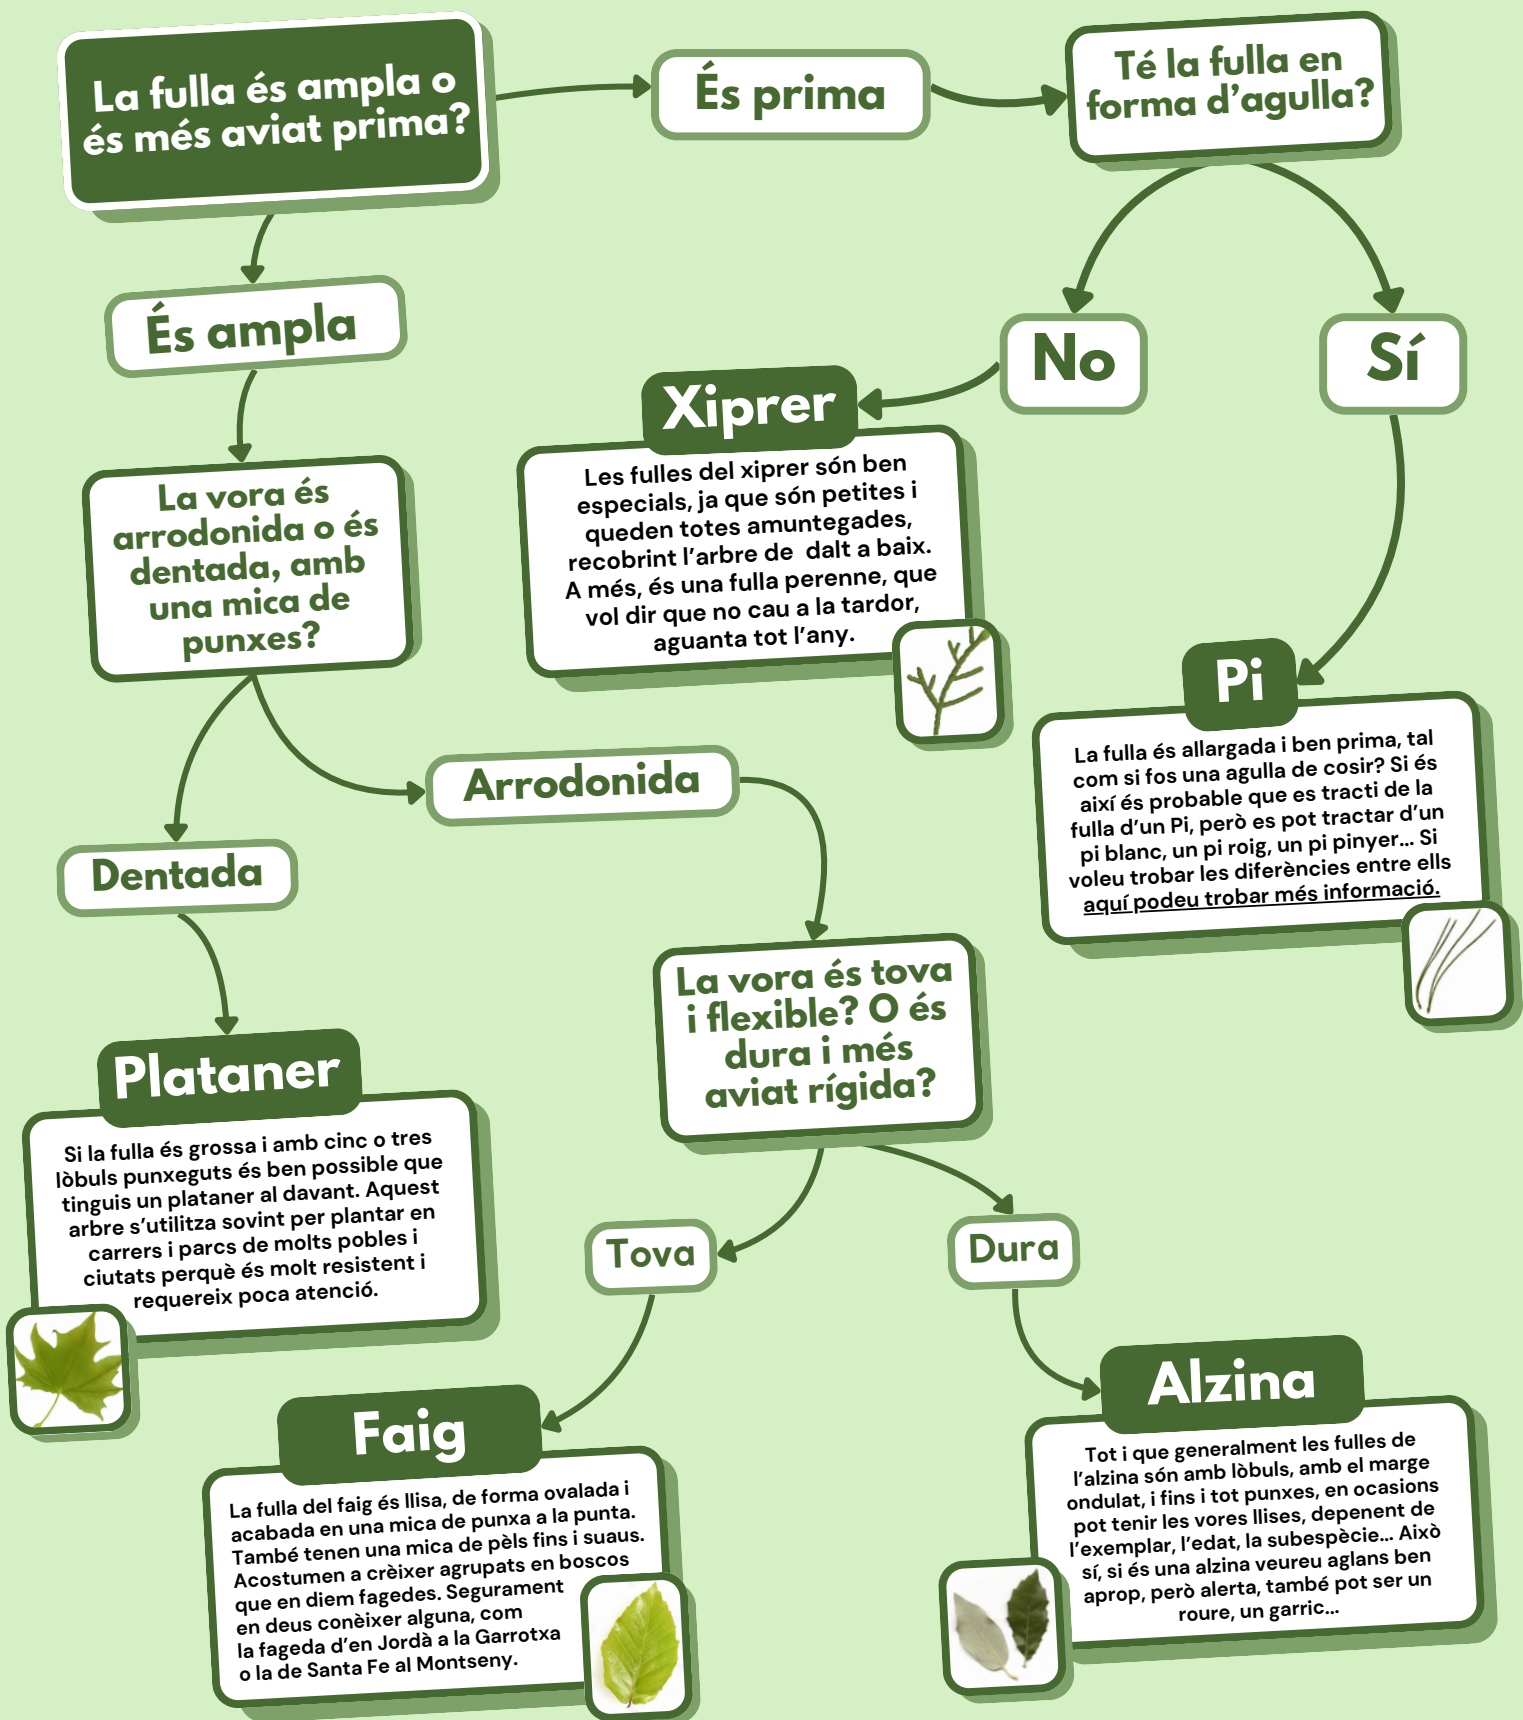 La fulla és ampla o
és més aviat prima?
És prima
Té la fulla en
forma d'agulla?
És ampla
No
Sí
Xiprer
Les fulles del xiprer són ben
especials, ja que són petites i
queden totes amuntegades,
recobrint l'arbre de dalt a baix.
A més, és una fulla perenne, que
vol dir que no cau a la tardor,
aguanta tot l'any.
La vora és
arrodonida o és
dentada, amb
una mica de
punxes?
Pi
La fulla és allargada i ben prima, tal
com si fos una agulla de cosir? Si és
així és probable que es tracti de la
fulla d'un Pi, però es pot tractar d'un
pi blanc, un pi roig, un pi pinyer... Si
voleu trobar les diferències entre ells
aquí podeu trobar més informació.
Arrodonida
Dentada
La vora és tova
i flexible? O és
dura i més
aviat rígida?
Plataner
Si la fulla és grossa i amb cinc o tres
lòbuls punxeguts és ben possible que
tinguis un plataner al davant. Aquest
arbre s'utilitza sovint per plantar en
carrers i parcs de molts pobles i
ciutats perquè és molt resistent i
requereix poca atenció.
Tova
Dura
Faig
La fulla del faig és llisa, de forma ovalada i
acabada en una mica de punxa a la punta.
També tenen una mica de pèls fins i suaus.
Acostumen a crèixer agrupats en boscos
que en diem fagedes. Segurament
en deus conèixer alguna, com
la fageda d'en Jordà a la Garrotxa
o la de Santa Fe al Montseny.
Alzina
Tot i que generalment les fulles de
l'alzina són amb lòbuls, amb el marge
ondulat, i fins i tot punxes, en ocasions
pot tenir les vores llises, depenent de
l'exemplar, l'edat, la subespècie... Això
sí, si és una alzina veureu aglans ben
aprop, però alerta, també pot ser un
roure, un garric...